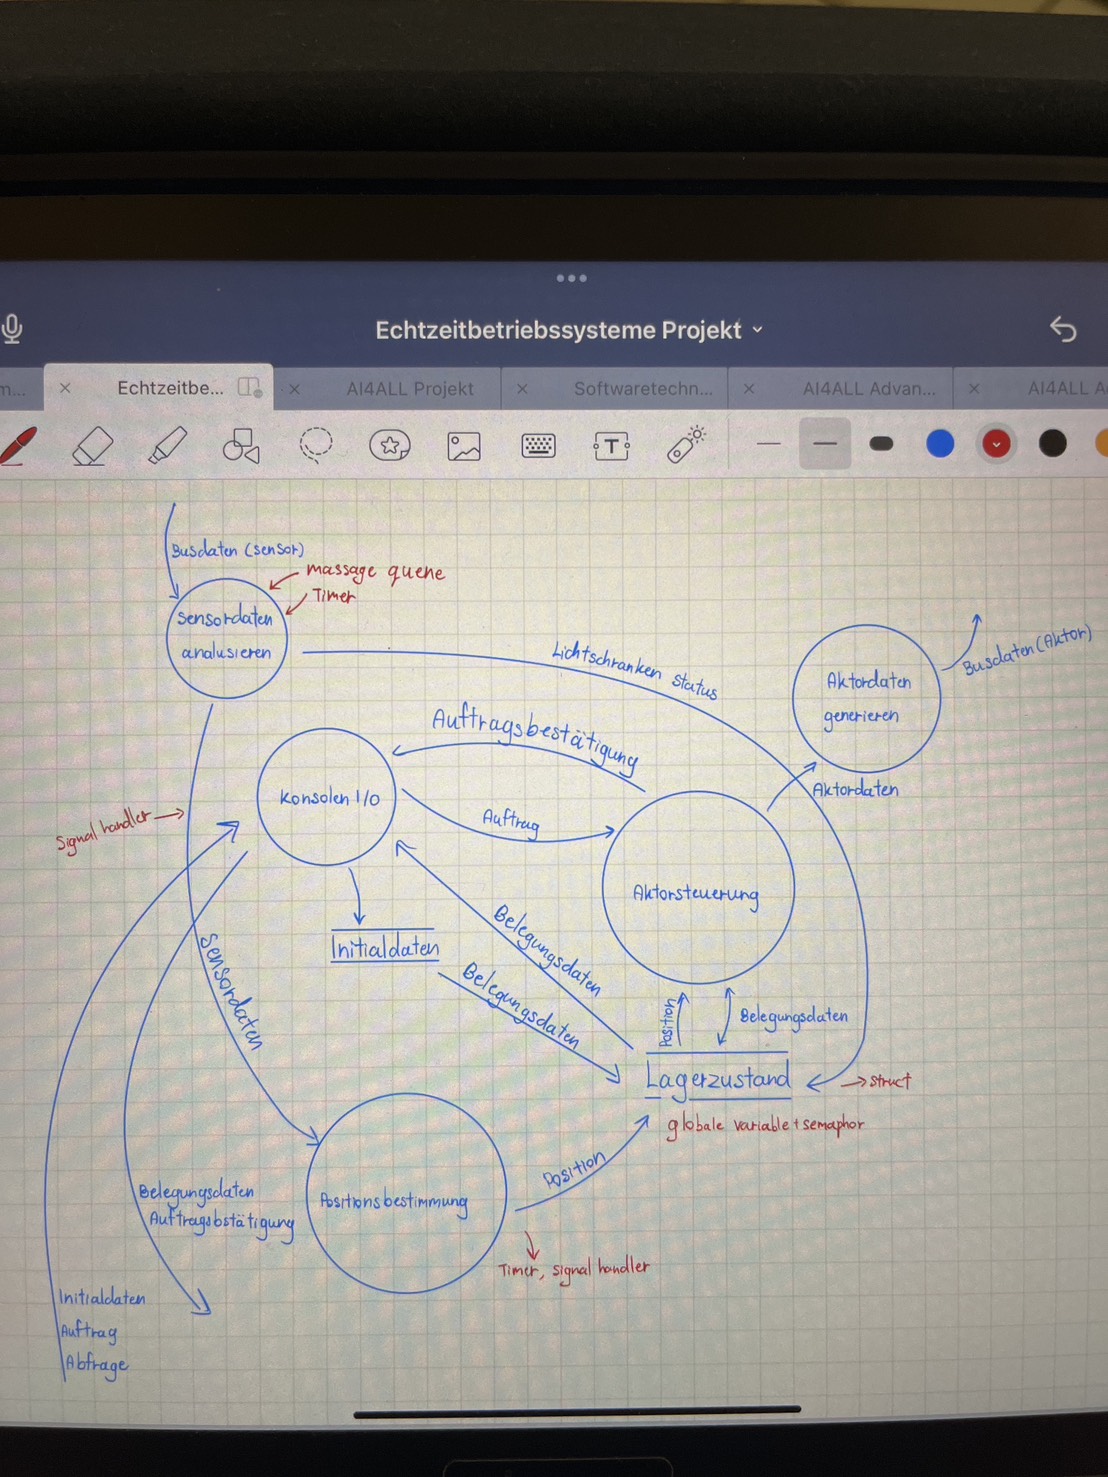 Echtzeitbetriebssysteme Projekt
m...
Echtzeitbe...
AI4ALL Projekt
Softwaretechn...
AI4ALL Advan...
AI4ALL A
T
Busdaten (sensor)
massage quene
Timer
Sensordaten
analusieren
Lichtschranken status
Aktordaten
generieren
Busdaten (Aktor)
Auftragsbestätigung
Konsolen I/O
Auftrag
Aktordaten
Signal handler
Aktorsteuerung
Initialdaten
Belegungsdaten
Belegungsdaten
Sensordaten
Position
Belegungsdaten
Lagerzustand
struct
globale variable + semaphor
Position
Positionsbestimmung
Belegungsdaten
Auftragsbstätigung
Timer, signal handler
Initialdaten
Auftrag
Abfrage